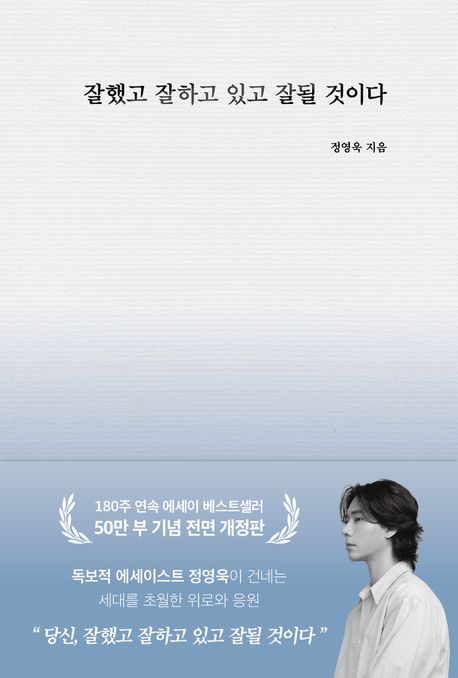 잘했고 잘하고 있고 잘될 것이다
정영욱 지음
180주 연속 에세이 베스트셀러
50만 부 기념 전면 개정판
독보적 에세이스트 정영욱이 건네는
세대를 초월한 위로와 응원
“ 당신, 잘했고 잘하고 있고 잘될 것이다 ”